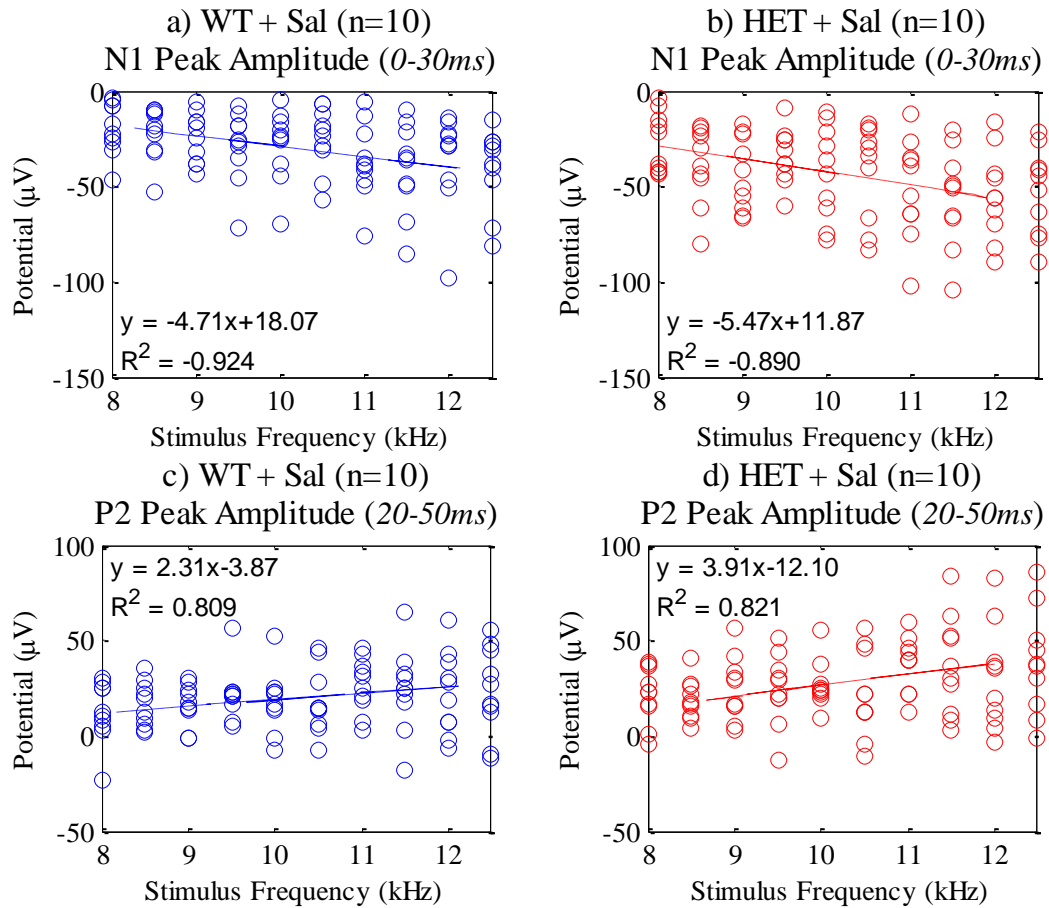 a) WT + Sal (n=10)
N1 Peak Amplitude (0-30ms)
0
-50
-100
-150
Potential (μV)
y = -4.71x+18.07
R² = -0.924
8 9 10 11 12
Stimulus Frequency (kHz)
b) HET + Sal (n=10)
N1 Peak Amplitude (0-30ms)
0
-50
-100
-150
Potential (μV)
y = -5.47x+11.87
R² = -0.890
8 9 10 11 12
Stimulus Frequency (kHz)
c) WT + Sal (n=10)
P2 Peak Amplitude (20-50ms)
100
50
0
-50
Potential (μV)
y = 2.31x-3.87
R² = 0.809
8 9 10 11 12
Stimulus Frequency (kHz)
d) HET + Sal (n=10)
P2 Peak Amplitude (20-50ms)
100
50
0
-50
Potential (μV)
y = 3.91x-12.10
R² = 0.821
8 9 10 11 12
Stimulus Frequency (kHz)